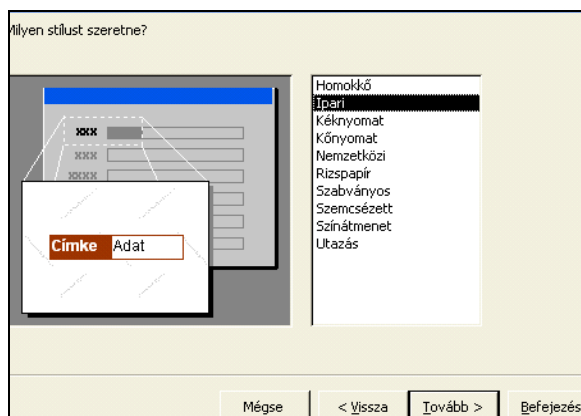 Milyen stílust szeretne?
xxx
xxx
xxxx
Címke Adat
Homokkő
Ipari
Kéknyomat
Kőnyomat
Nemzetközi
Rizspapír
Szabványos
Szemcsézett
Színátmenet
Utazás
Mégse
< Vissza
Tovább >
Befejezés